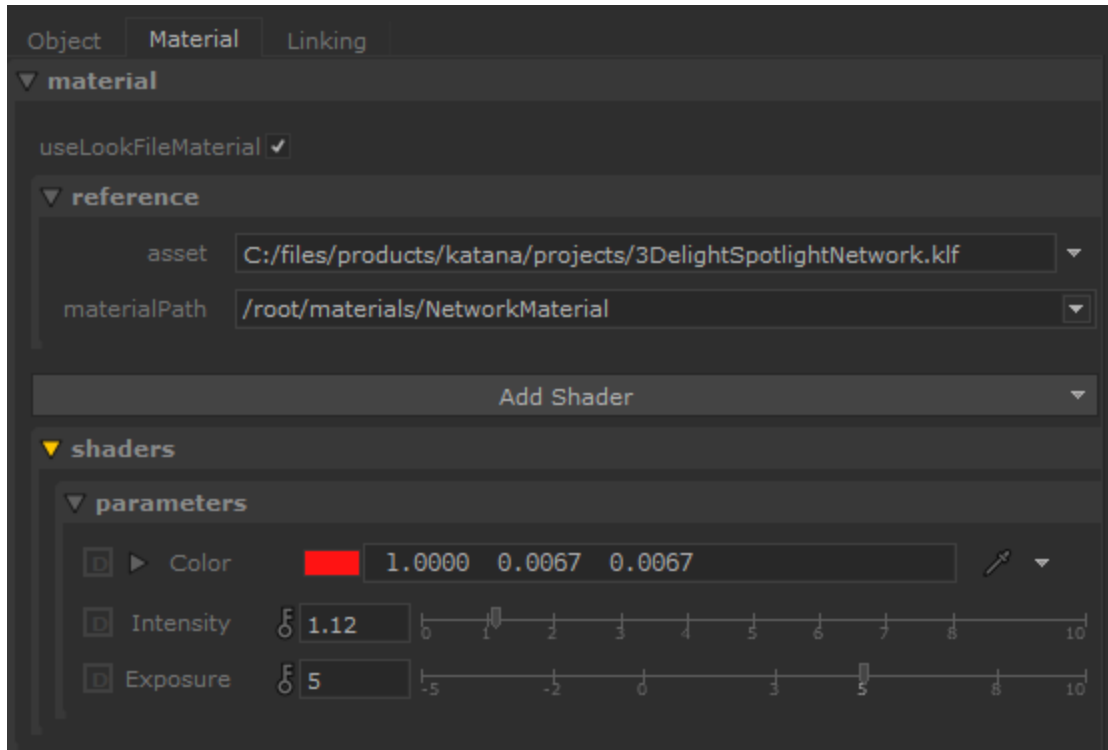 Object Material Linking
material
useLookFileMaterial
reference
asset C:/files/products/katana/projects/3DelightSpotlightNetwork.klf
materialPath /root/materials/NetworkMaterial
Add Shader
shaders
parameters
D Color 1.0000 0.0067 0.0067
D Intensity 1.12 0 1 2 3 4 5 6 7 8 10
D Exposure 5 -5 -2 0 3 5 8 10